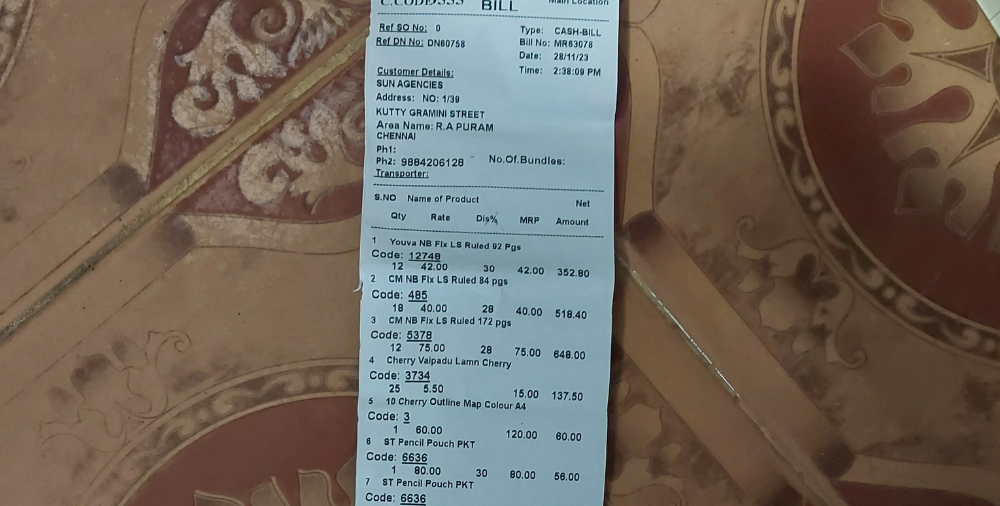 BILL
Main Location
Ref SO No: 0 Type: CASH-BILL
Ref DN No: DN60758 Bill No: MR63078
Date: 28/11/23
Customer Details: Time: 2:38:09 PM
SUN AGENCIES
Address: NO: 1/39
KUTTY GRAMINI STREET
Area Name: R.A PURAM
CHENNAI
Ph1:
Ph2: 9884206128 No.Of.Bundles:
Transporter:
S.NO Name of Product Net
Qty Rate Dis% MRP Amount
1 Youva NB Flx LS Ruled 92 Pgs
Code: 12748
12 42.00 30 42.00 352.80
2 CM NB Flx LS Ruled 84 pgs
Code: 485
18 40.00 28 40.00 518.40
3 CM NB Flx LS Ruled 172 pgs
Code: 5378
12 75.00 28 75.00 648.00
4 Cherry Vaipadu Lamn Cherry
Code: 3734
25 5.50 15.00 137.50
5 10 Cherry Outline Map Colour A4
Code: 3
1 60.00 120.00 60.00
6 ST Pencil Pouch PKT
Code: 6636
1 80.00 30 80.00 56.00
7 ST Pencil Pouch PKT
Code: 6636